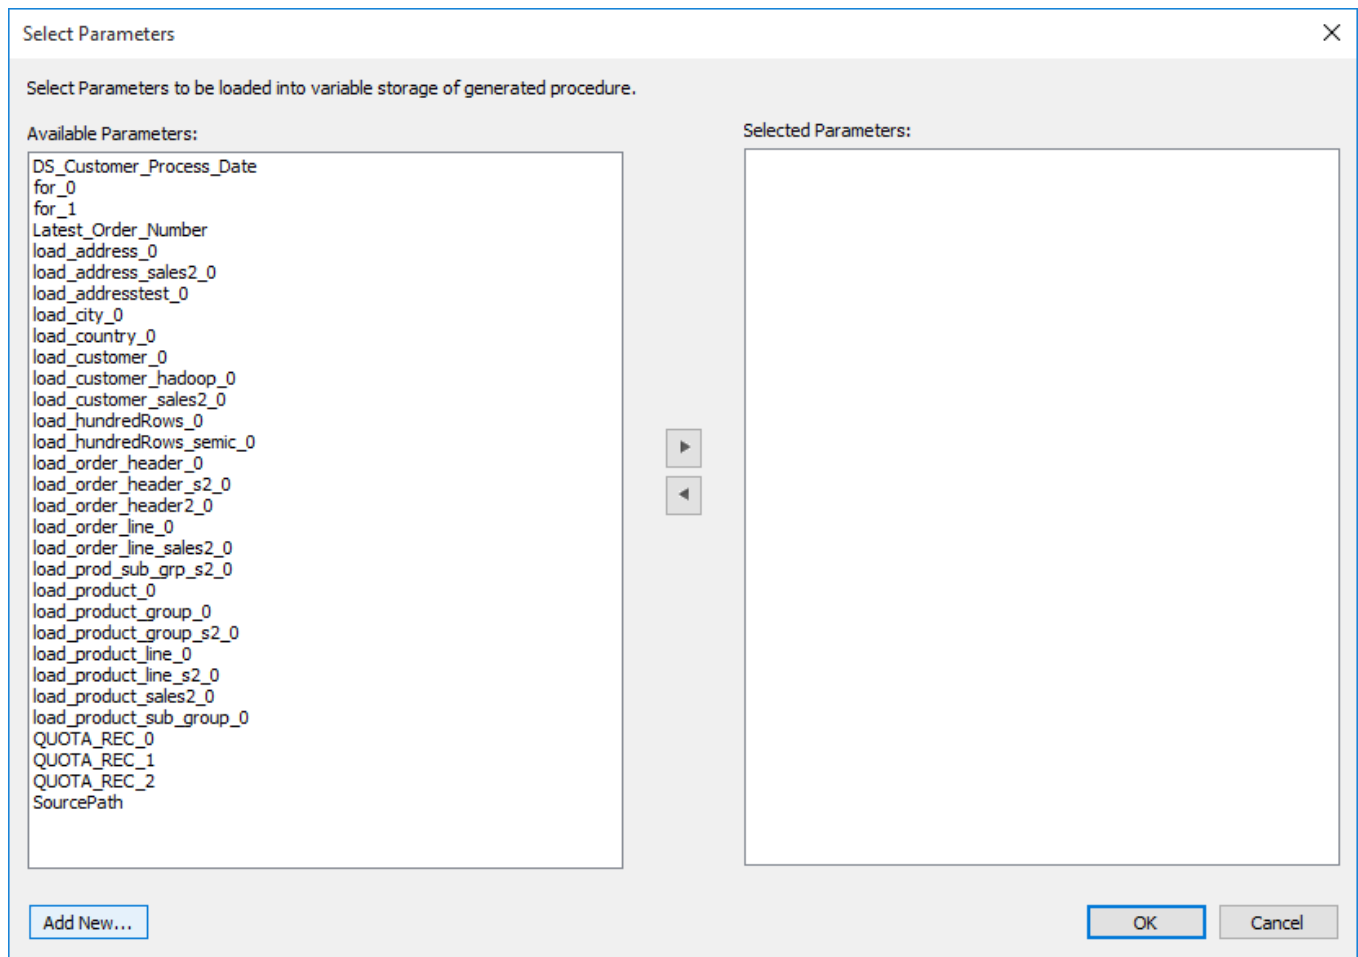 Select Parameters
Select Parameters to be loaded into variable storage of generated procedure.
Available Parameters:
DS_Customer_Process_Date
for_0
for_1
Latest_Order_Number
load_address_0
load_address_sales2_0
load_addresstest_0
load_city_0
load_country_0
load_customer_0
load_customer_hadoop_0
load_customer_sales2_0
load_hundredRows_0
load_hundredRows_semic_0
load_order_header_0
load_order_header_s2_0
load_order_header2_0
load_order_line_0
load_order_line_sales2_0
load_prod_sub_grp_s2_0
load_product_0
load_product_group_0
load_product_group_s2_0
load_product_line_0
load_product_line_s2_0
load_product_sales2_0
load_product_sub_group_0
QUOTA_REC_0
QUOTA_REC_1
QUOTA_REC_2
SourcePath
Selected Parameters:
Add New...
OK
Cancel